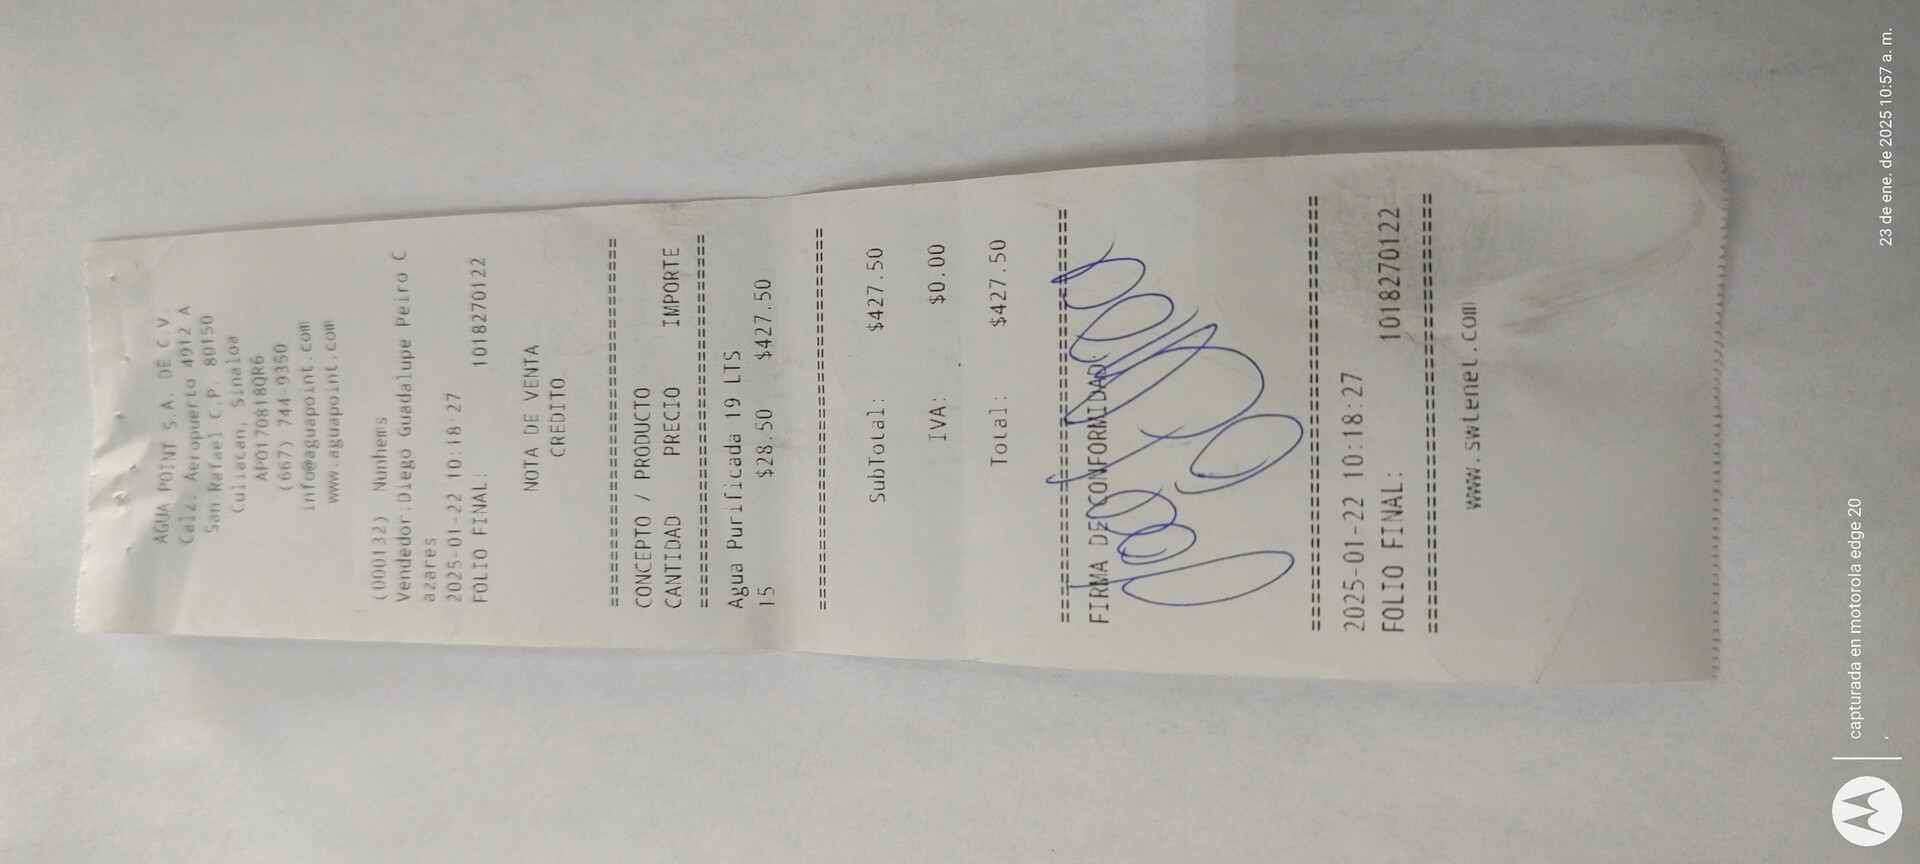 AGUA POINT S.A. DE C.V.
Calz. Aeropuerto 4912 A
San Rafael C.P. 80150
Culiacan, Sinaloa
APO170818QR6
(667) 744-9350
info@aguapoint.com
www.aguapoint.com
(000132) Nunhems
Vendedor:Diego Guadalupe Peiro C
azares
2025-01-22 10:18:27
FOLIO FINAL: 1018270122
NOTA DE VENTA
CREDITO
================================
CONCEPTO / PRODUCTO
CANTIDAD PRECIO IMPORTE
================================
Agua Purificada 19 LTS
15 $28.50 $427.50
================================
SubTotal: $427.50
IVA: $0.00
Total: $427.50
================================
FIRMA DE CONFORMIDAD:
================================
2025-01-22 10:18:27
FOLIO FINAL: 1018270122
================================
www.swtenet.com
capturada en motorola edge 20
23 de ene. de 2025 10:57 a. m.